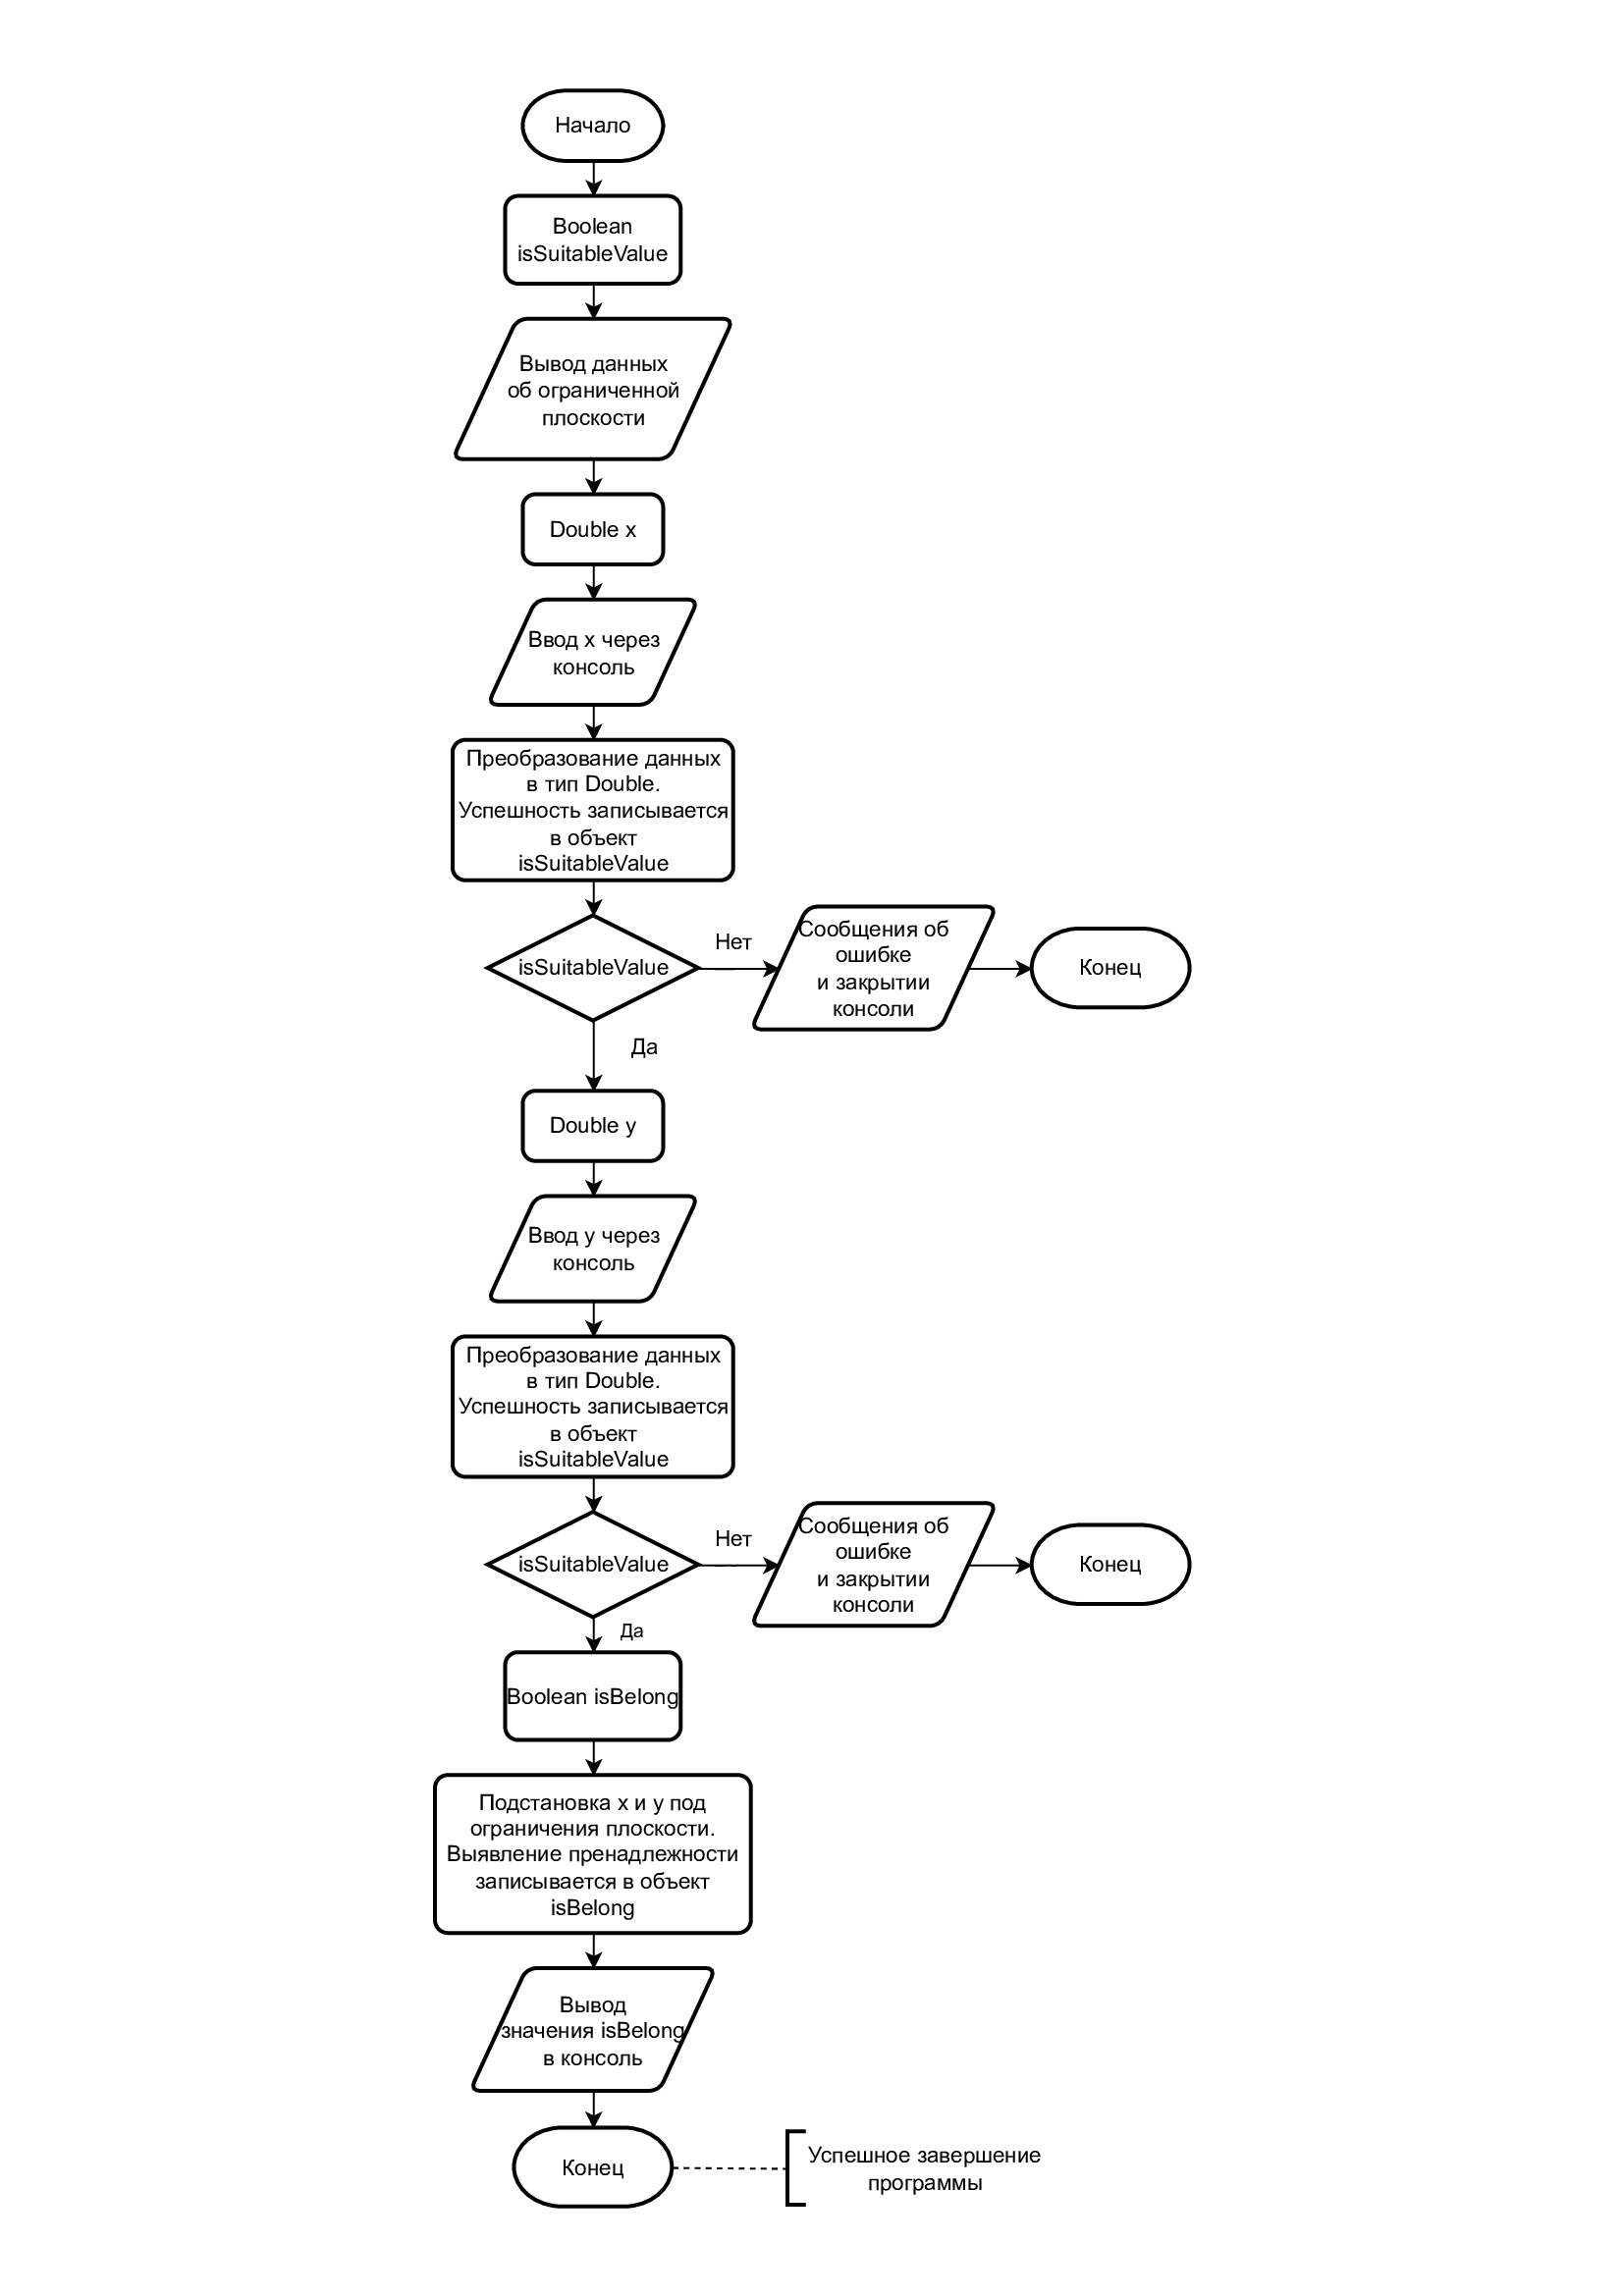 Начало
Boolean
isSuitableValue
Вывод данных
об ограниченной
плоскости
Double x
Ввод x через
консоль
Преобразование данных
в тип Double.
Успешность записывается
в объект
isSuitableValue
isSuitableValue
Нет
Сообщения об
ошибке
и закрытии
консоли
Конец
Да
Double y
Ввод y через
консоль
Преобразование данных
в тип Double.
Успешность записывается
в объект
isSuitableValue
isSuitableValue
Нет
Сообщения об
ошибке
и закрытии
консоли
Конец
Да
Boolean isBelong
Подстановка x и y под
ограничения плоскости.
Выявление пренадлежности
записывается в объект
isBelong
Вывод
значения isBelong
в консоль
Конец
Успешное завершение
программы